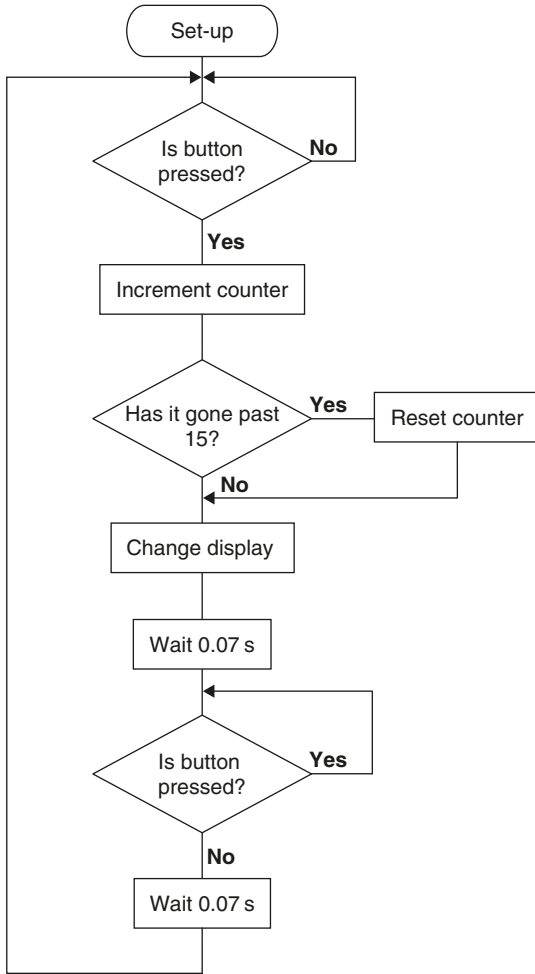 Set-up
Is button
pressed?
No
Yes
Increment counter
Has it gone past
15?
Yes
Reset counter
No
Change display
Wait 0.07 s
Is button
pressed?
Yes
No
Wait 0.07 s